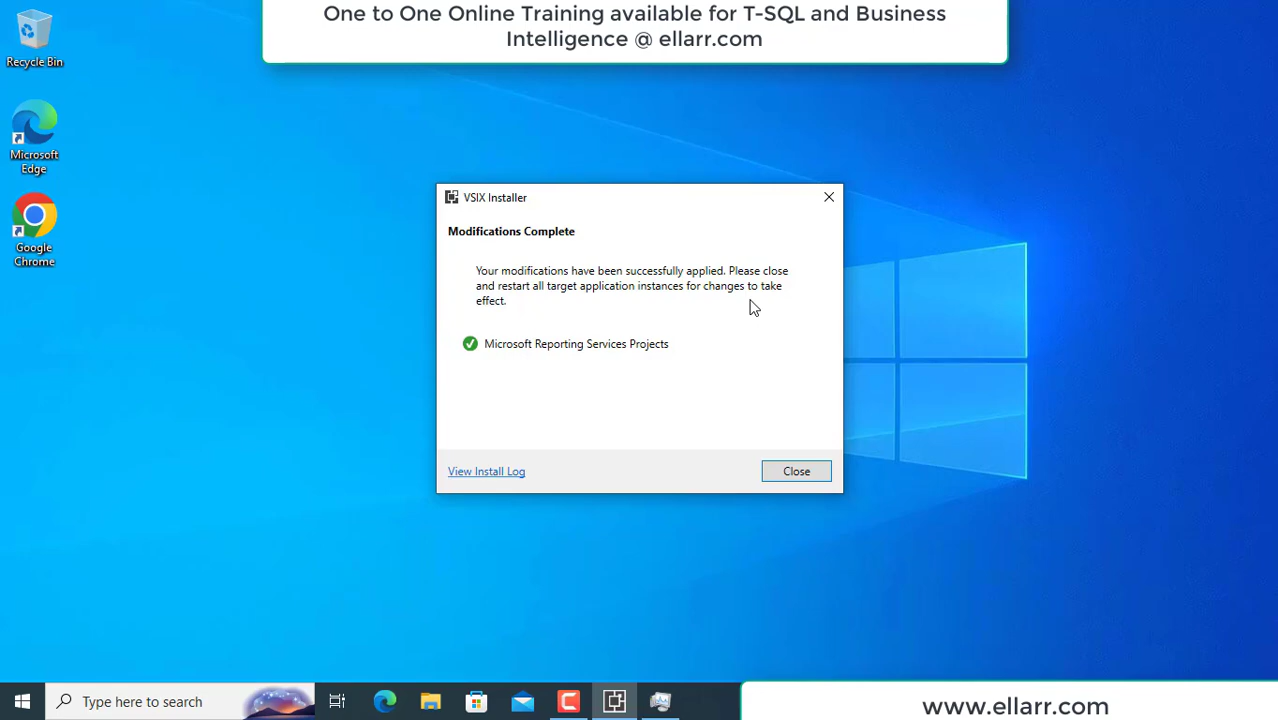 One to One Online Training available for T-SQL and Business
Intelligence @ ellarr.com
Recycle Bin
Microsoft
Edge
Google
Chrome
VSIX Installer
Modifications Complete
Your modifications have been successfully applied. Please close
and restart all target application instances for changes to take
effect.
Microsoft Reporting Services Projects
View Install Log
Close
Type here to search
www.ellarr.com